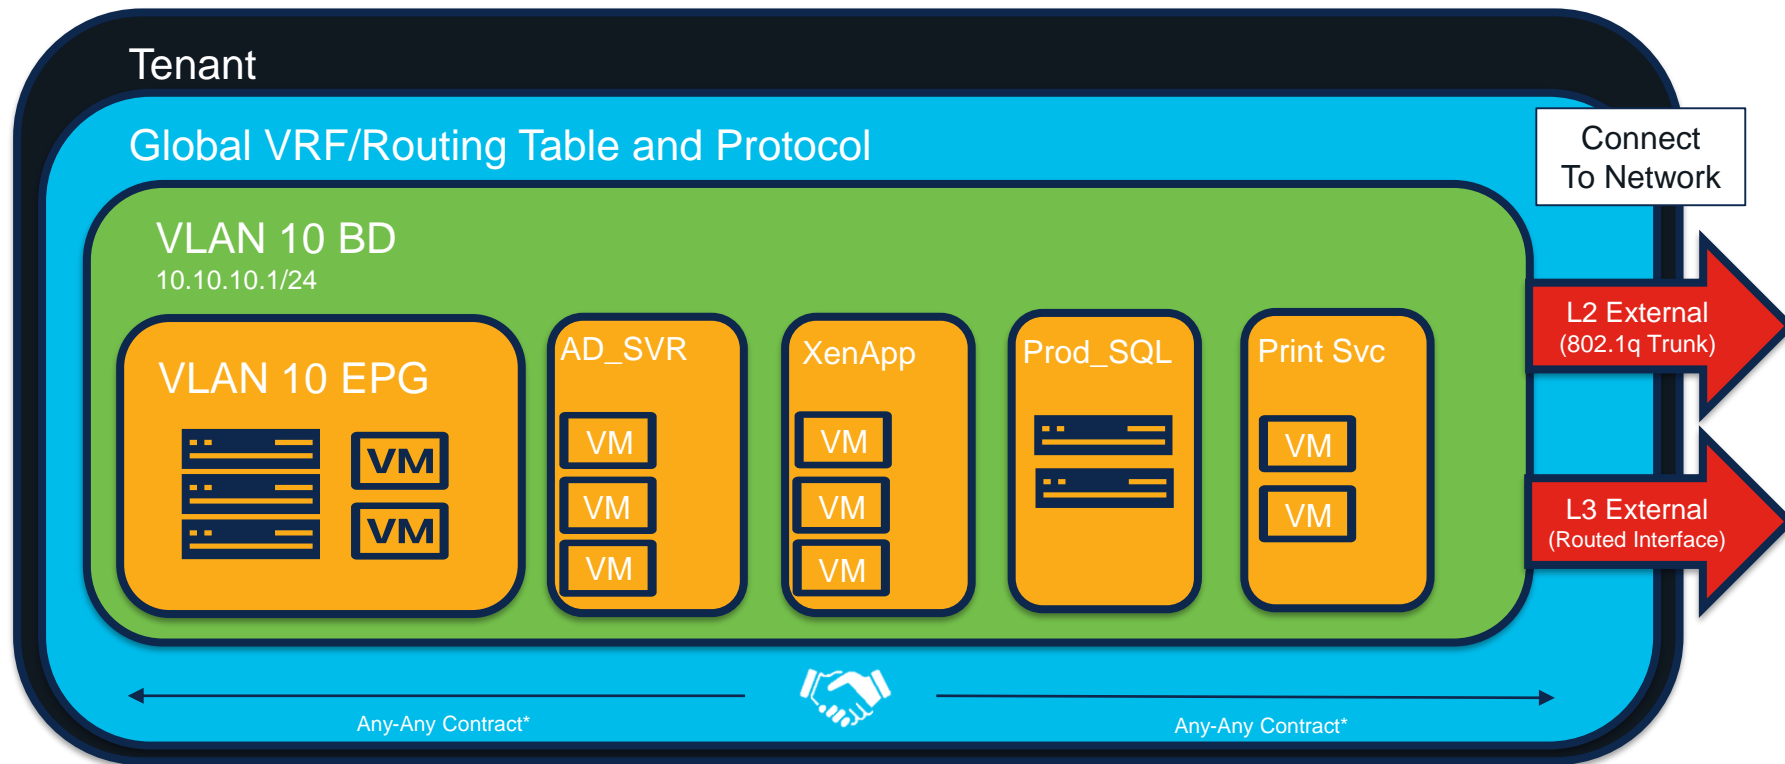 Tenant
Global VRF/Routing Table and Protocol
Connect
To Network
VLAN 10 BD
10.10.10.1/24
VLAN 10 EPG
VM
VM
AD_SVR
VM
VM
VM
XenApp
VM
VM
VM
Prod_SQL
Print Svc
VM
VM
L2 External
(802.1q Trunk)
L3 External
(Routed Interface)
Any-Any Contract*
Any-Any Contract*